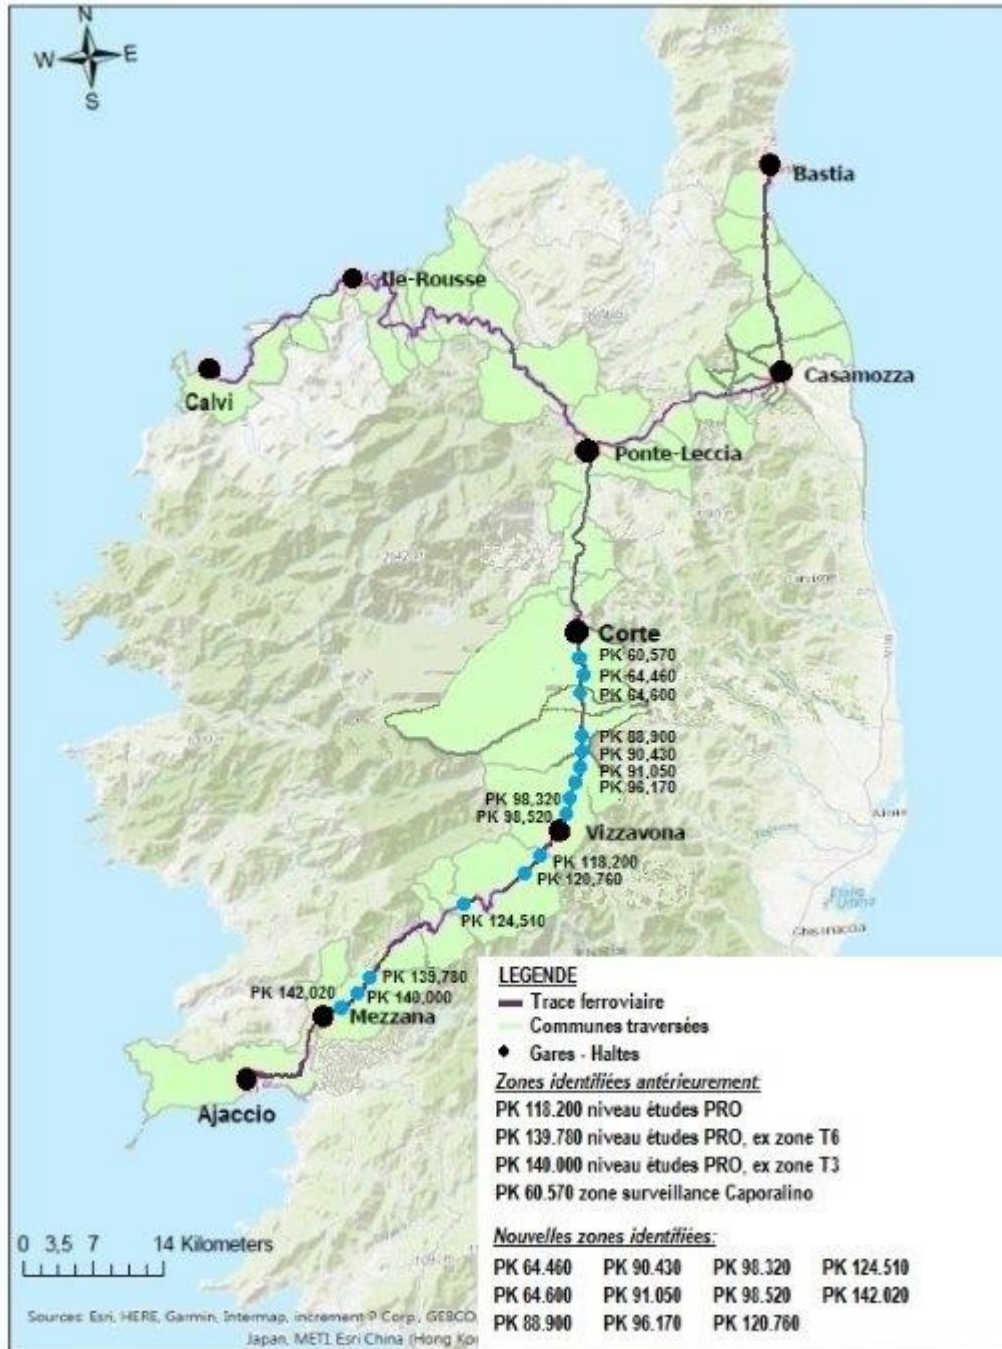 N
W E
S
Bastia
Ile-Rousse
Calvi
Casamozza
Ponte-Leccia
Corte
PK 60,570
PK 64,460
PK 64,600
PK 88,900
PK 90,430
PK 91,050
PK 96,170
PK 98,320
PK 98,520
Vizzavona
PK 118.200
PK 120,760
PK 124,510
Ghisonaccia
PK 139,780
PK 142,020
PK 140,000
Mezzana
Ajaccio
LEGENDE
Trace ferroviaire
Communes traversées
Gares - Haltes
Zones identifiées antérieurement:
PK 118.200 niveau études PRO
PK 139.780 niveau études PRO, ex zone T6
PK 140.000 niveau études PRO, ex zone T3
PK 60.570 zone surveillance Caporalino
Nouvelles zones identifiées:
PK 64.460 PK 90.430 PK 98.320 PK 124.510
PK 64.600 PK 91.050 PK 98.520 PK 142.020
PK 88.900 PK 96.170 PK 120.760
0 3,5 7 14 Kilometers
Sources: Esri, HERE, Garmin, Intermap, increment P Corp., GEBCO,
Japan, METI, Esri China (Hong Ko